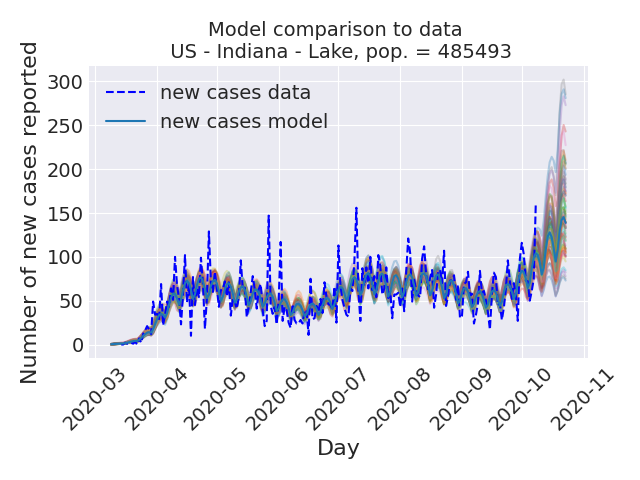 Model comparison to data
US - Indiana - Lake, pop. = 485493
Number of new cases reported
300
250
200
150
100
50
0
new cases data
new cases model
2020-03
2020-04
2020-05
2020-06
2020-07
2020-08
2020-09
2020-10
2020-11
Day